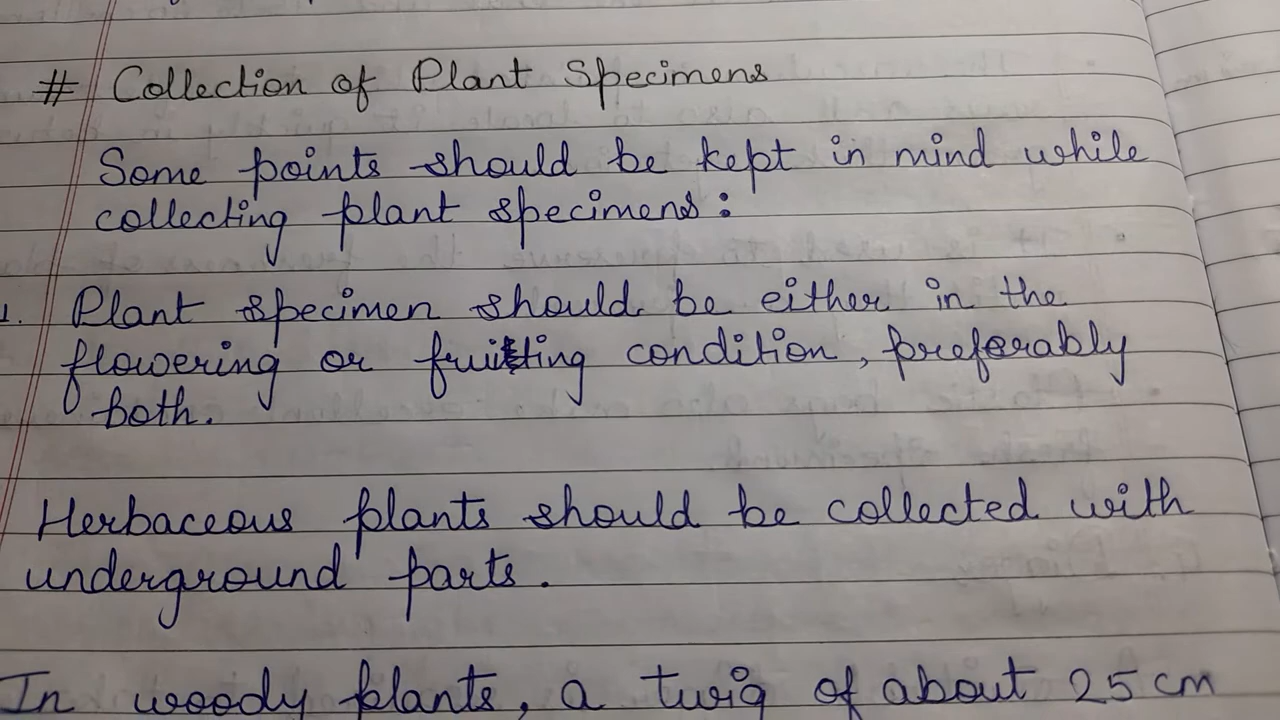 # Collection of Plant Specimens
Some points should be kept in mind while
collecting plant specimens:
1. Plant specimen should be either in the
flowering or fruiting condition, preferably
both.
Herbaceous plants should be collected with
underground parts.
In woody plants, a twig of about 25 cm